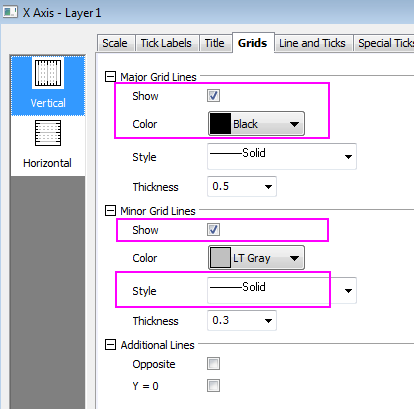 X Axis - Layer1
Scale Tick Labels Title Grids Line and Ticks Special Ticks
Vertical
Horizontal
Major Grid Lines
Show
Color Black
Style Solid
Thickness 0.5
Minor Grid Lines
Show
Color LT Gray
Style Solid
Thickness 0.3
Additional Lines
Opposite
Y = 0